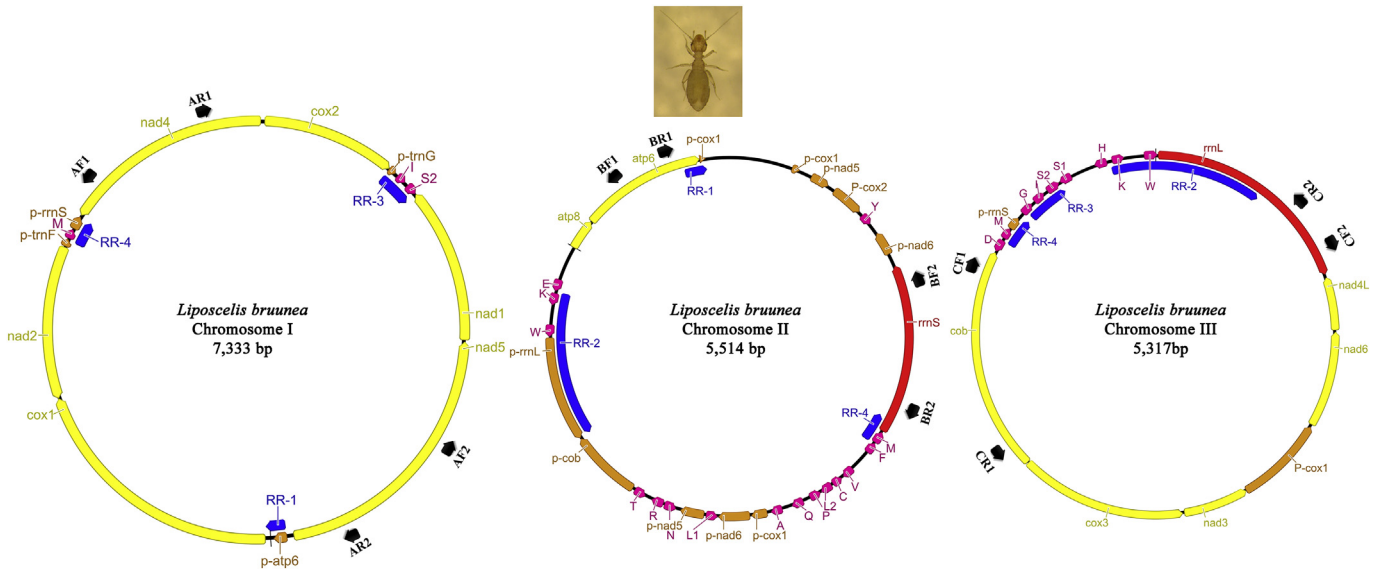 AR1
nad4
cox2
AF1
p-trnG
I
S2
RR-3
p-rrnS
M
p-trnF
RR-4
Liposcelis bruunea
Chromosome I
7,333 bp
nad2
nad1
nad5
cox1
AF2
RR-1
AR2
p-atp6
BR1
p-cox1
atp6
BF1
RR-1
p-cox1
p-nad5
P-cox2
Y
atp8
p-nad6
BF2
E
K
W
RR-2
p-rrnL
Liposcelis bruunea
Chromosome II
5,514 bp
rrnS
RR-4
BR2
M
F
p-cob
V
C
L2
P
Q
A
T
R
N
p-nad5
L1
p-nad6
p-cox1
H
rrnL
S1
S2
I
G
K
W
RR-2
RR-3
p-rrnS
M
D
RR-4
CR2
CF2
CF1
nad4L
cob
Liposcelis bruunea
Chromosome III
5,317bp
nad6
CR1
P-cox1
cox3
nad3